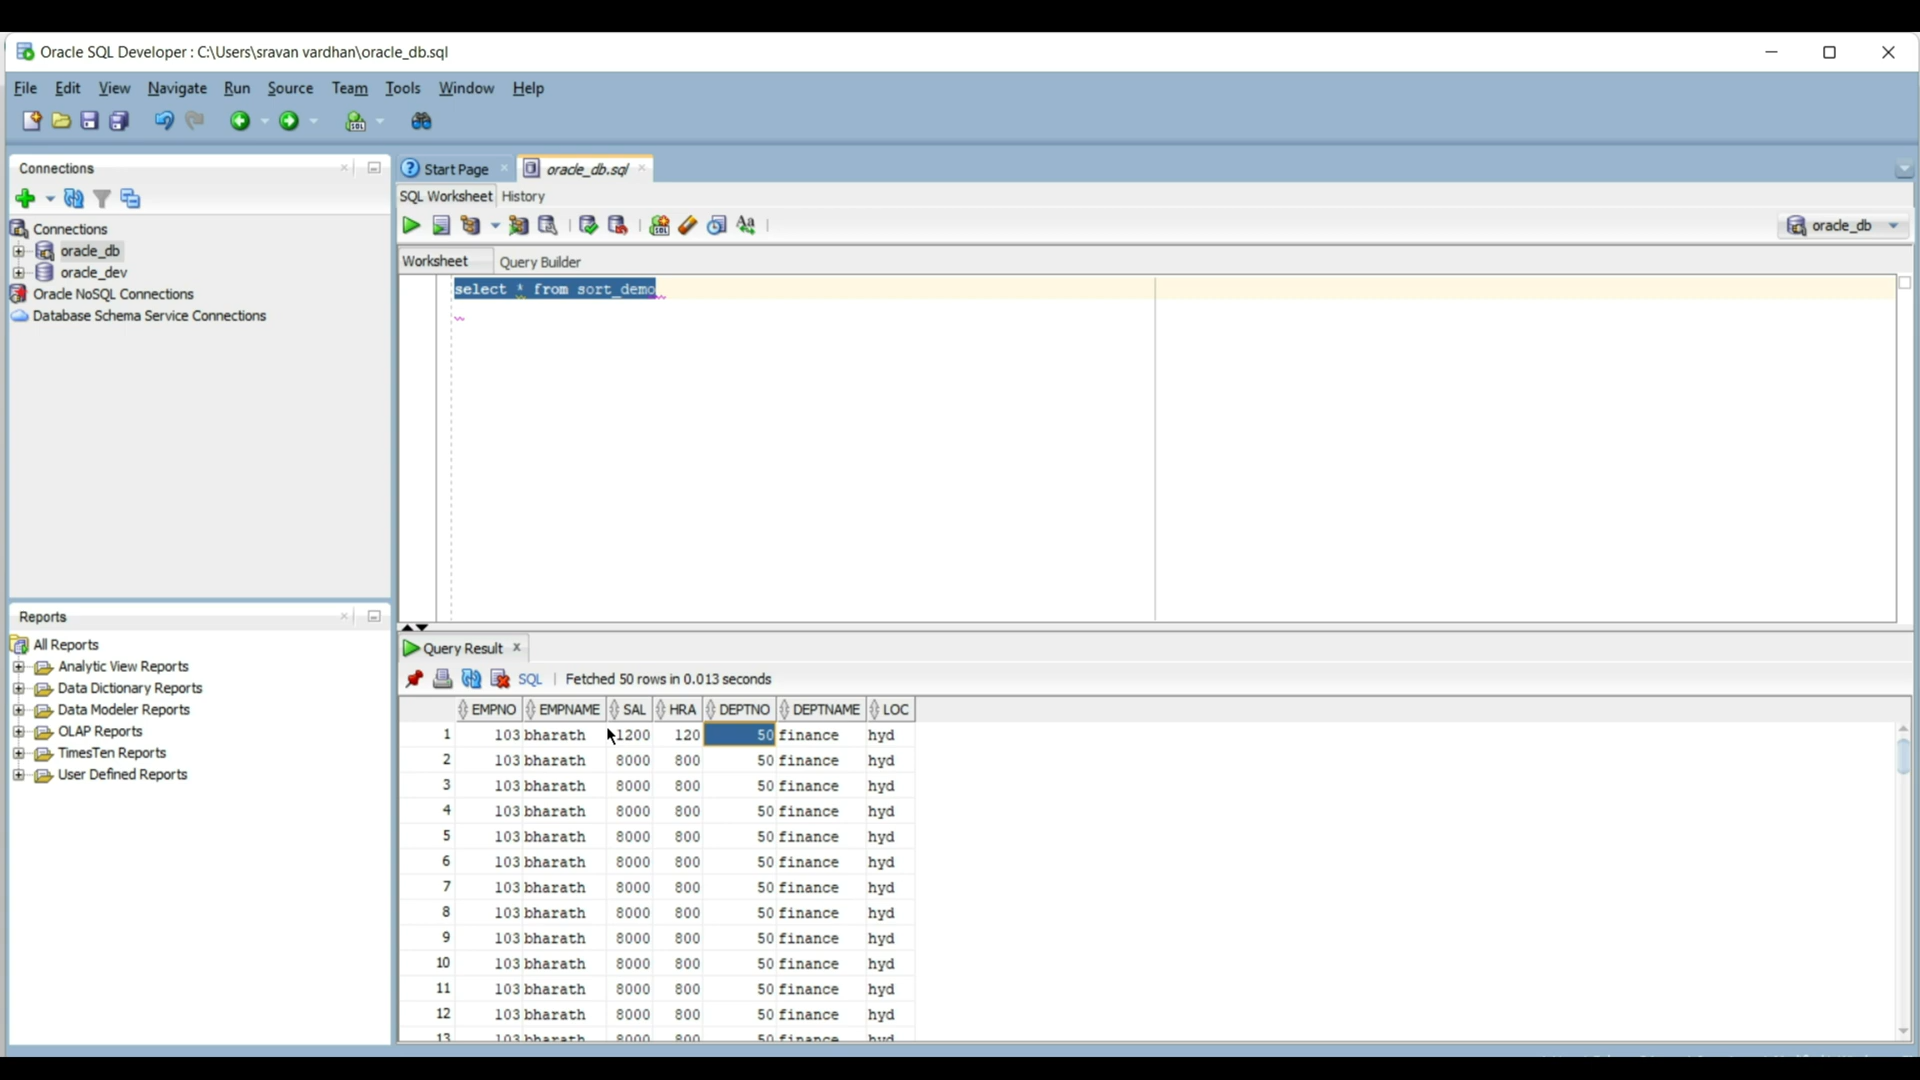 Oracle SQL Developer : C:\Users\sravan vardhan\oracle_db.sql
File Edit View Navigate Run Source Team Tools Window Help
Connections
Connections
oracle_db
oracle_dev
Oracle NoSQL Connections
Database Schema Service Connections
Reports
All Reports
Analytic View Reports
Data Dictionary Reports
Data Modeler Reports
OLAP Reports
TimesTen Reports
User Defined Reports
Start Page oracle_db.sql
SQL Worksheet History
oracle_db
Worksheet Query Builder
select * from sort_demo
Query Result
SQL Fetched 50 rows in 0.013 seconds
EMPNO EMPNAME SAL HRA DEPTNO DEPTNAME LOC
1 103 bharath 1200 120 50 finance hyd
2 103 bharath 8000 800 50 finance hyd
3 103 bharath 8000 800 50 finance hyd
4 103 bharath 8000 800 50 finance hyd
5 103 bharath 8000 800 50 finance hyd
6 103 bharath 8000 800 50 finance hyd
7 103 bharath 8000 800 50 finance hyd
8 103 bharath 8000 800 50 finance hyd
9 103 bharath 8000 800 50 finance hyd
10 103 bharath 8000 800 50 finance hyd
11 103 bharath 8000 800 50 finance hyd
12 103 bharath 8000 800 50 finance hyd
13 103 bharath 8000 800 50 finance hyd